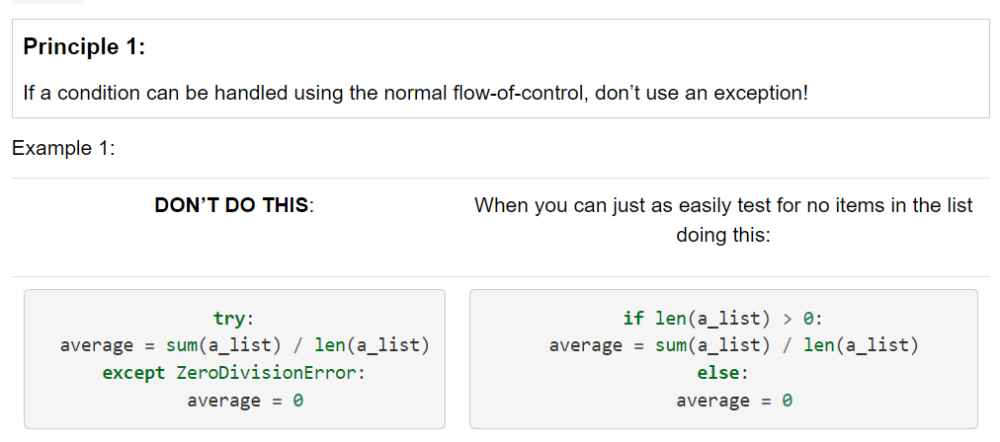 Principle 1:
If a condition can be handled using the normal flow-of-control, don’t use an exception!
Example 1:
DON’T DO THIS:
When you can just as easily test for no items in the list
doing this:
try:
average = sum(a_list) / len(a_list)
except ZeroDivisionError:
average = 0
if len(a_list) > 0:
average = sum(a_list) / len(a_list)
else:
average = 0